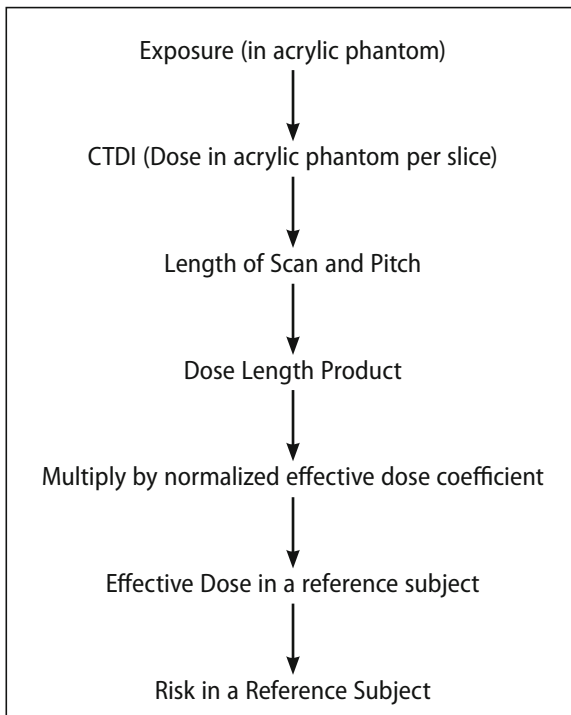 Exposure (in acrylic phantom)
CTDI (Dose in acrylic phantom per slice)
Length of Scan and Pitch
Dose Length Product
Multiply by normalized effective dose coefficient
Effective Dose in a reference subject
Risk in a Reference Subject